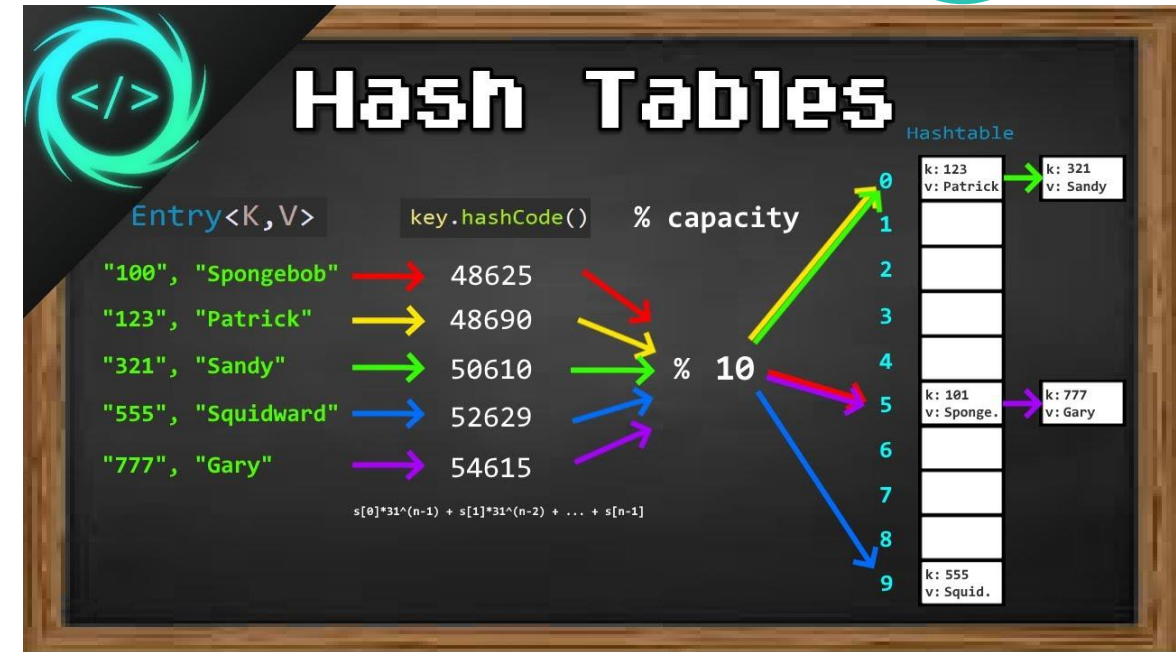 </>
Hash Tables
Hashtable
Entry<K,V>
key.hashCode()
% capacity
"100", "Spongebob"
48625
"123", "Patrick"
48690
"321", "Sandy"
50610
"555", "Squidward"
52629
"777", "Gary"
54615
s[0]*31^(n-1) + s[1]*31^(n-2) + ... + s[n-1]
% 10
0
k: 123
v: Patrick
k: 321
v: Sandy
1
2
3
4
5
k: 101
v: Sponge.
k: 777
v: Gary
6
7
8
9
k: 555
v: Squid.